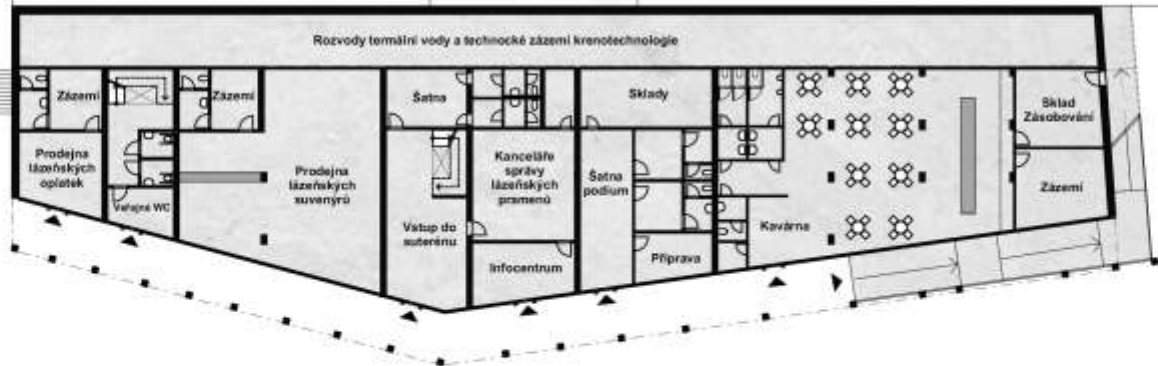 Rozvody termální vody a technocké zázemí krenotechnologie
Zázemí
Zázemí
Šatna
Sklady
Sklad
Zásobování
Prodejna
lázeňských
oplatek
Veřejné WC
Prodejna
lázeňských
suvenýrů
Vstup do
suterénu
Kanceláře
správy
lázeňských
pramenů
Infocentrum
Šatna
podium
Příprava
Kavárna
Zázemí